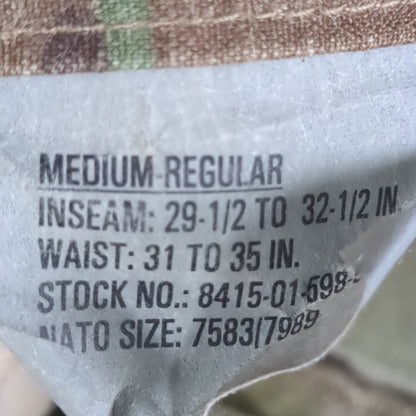 MEDIUM-REGULAR
INSEAM: 29-1/2 TO 32-1/2 IN
WAIST: 31 TO 35 IN.
STOCK NO.: 8415-01-598-
NATO SIZE: 7583/7989